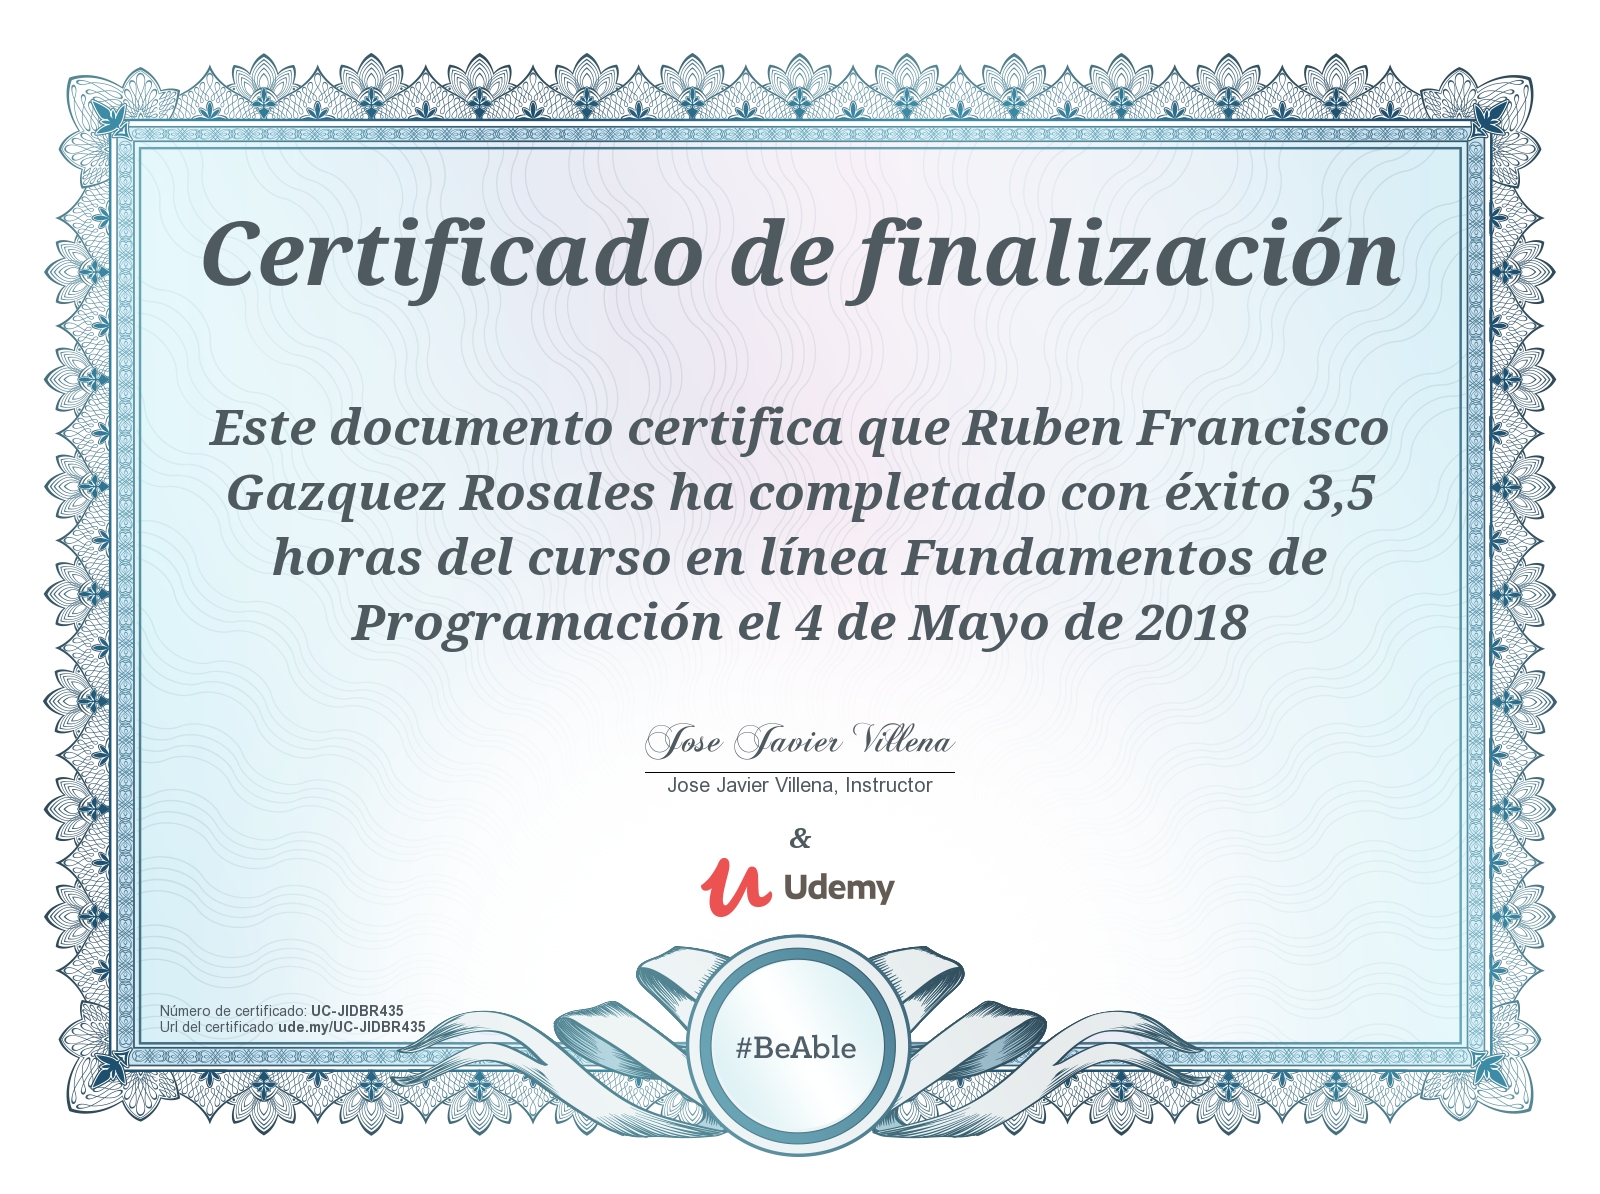 Certificado de finalización
Este documento certifica que Ruben Francisco
Gazquez Rosales ha completado con éxito 3,5
horas del curso en línea Fundamentos de
Programación el 4 de Mayo de 2018
Jose Javier Villena
Jose Javier Villena, Instructor
&
Udemy
Número de certificado: UC-JIDBR435
Url del certificado ude.my/UC-JIDBR435
#BeAble